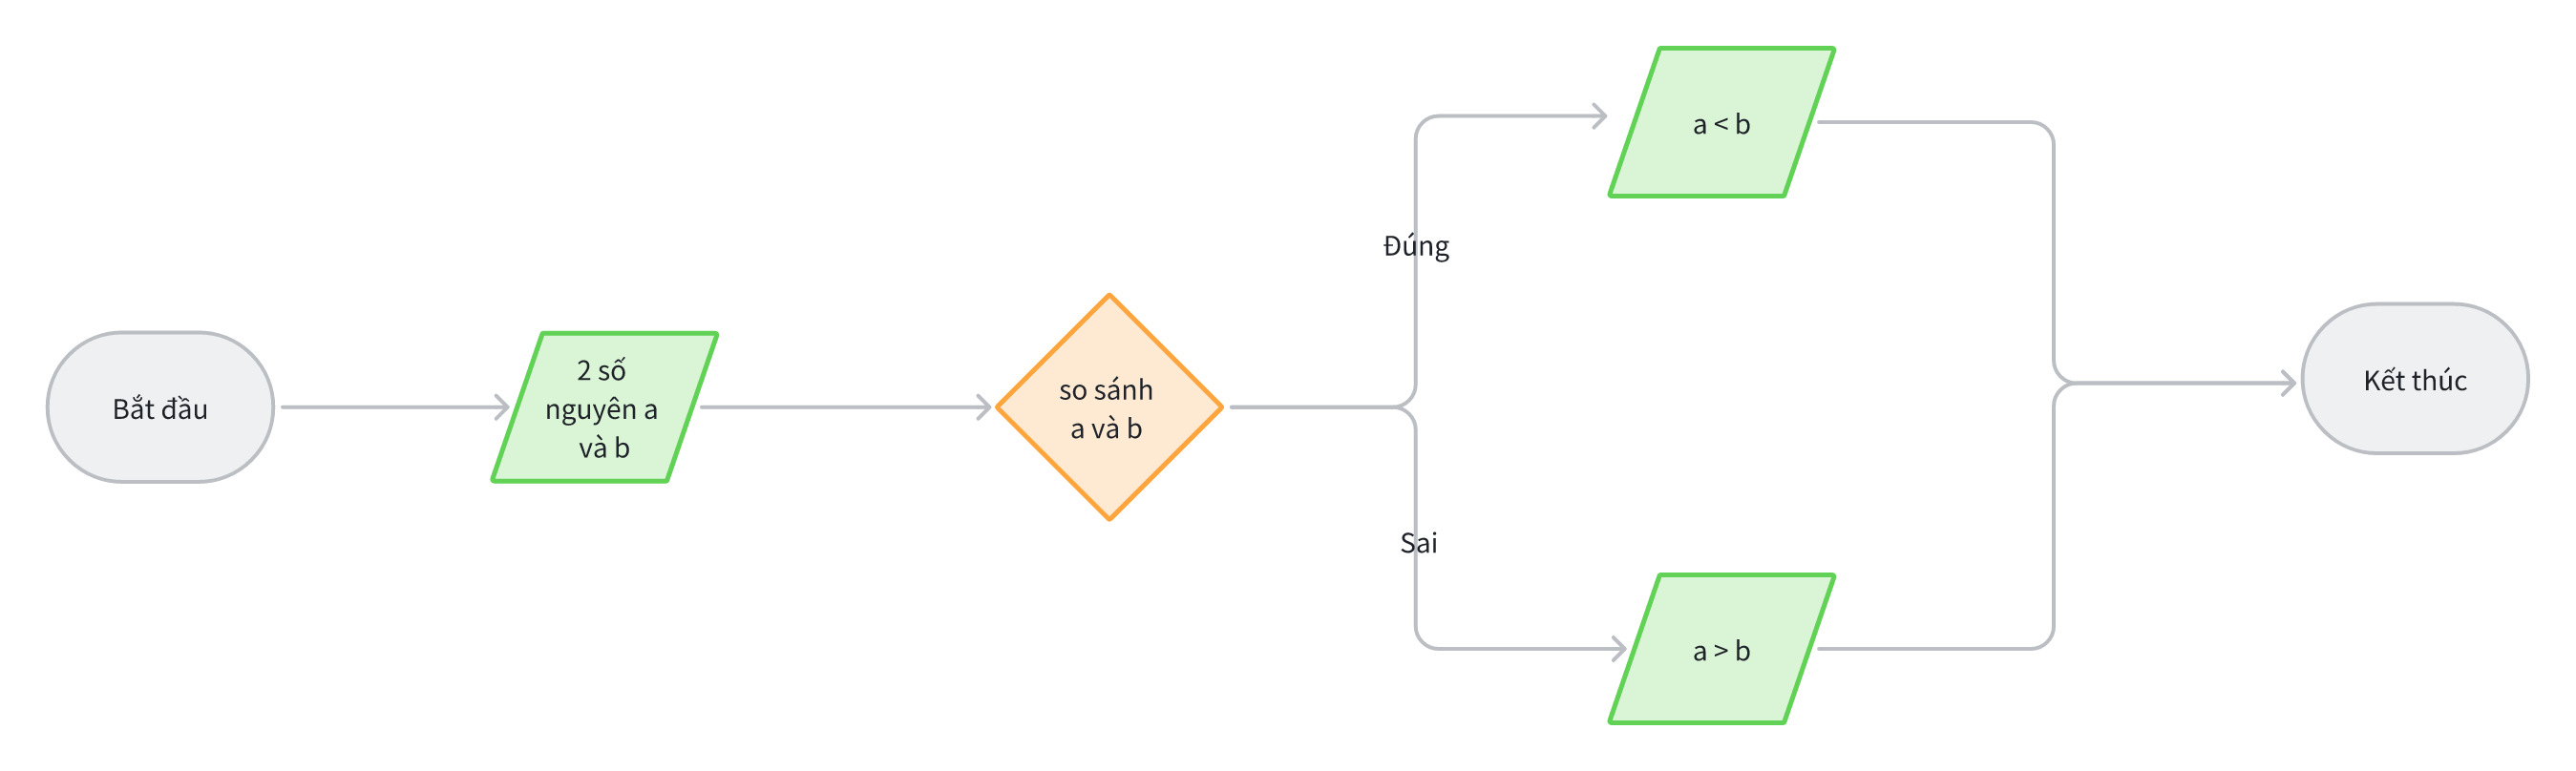 Bắt đầu
2 số
nguyên a
và b
so sánh
a và b
Đúng
Sai
a < b
a > b
Kết thúc